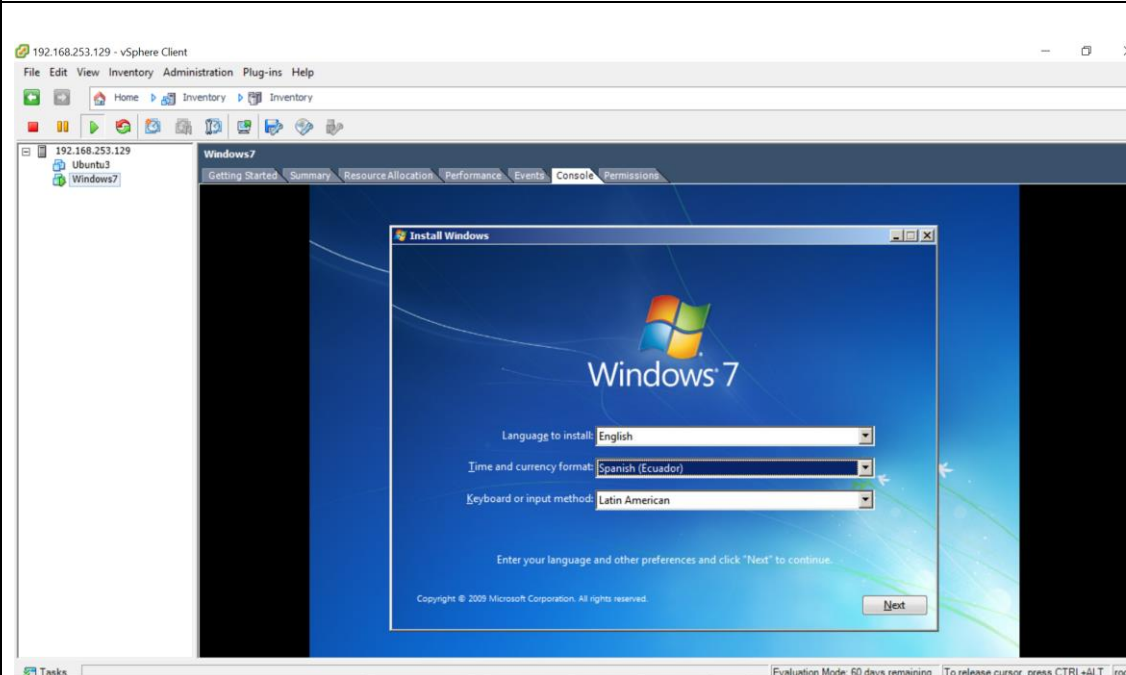 192.168.253.129 - vSphere Client
File Edit View Inventory Administration Plug-ins Help
Home Inventory Inventory
192.168.253.129
Ubuntu3
Windows7
Windows7
Getting Started Summary Resource Allocation Performance Events Console Permissions
Install Windows
Windows 7
Language to install: English
Time and currency format: Spanish (Ecuador)
Keyboard or input method: Latin American
Enter your language and other preferences and click "Next" to continue.
Copyright © 2009 Microsoft Corporation. All rights reserved.
Next
Tasks Evaluation Mode: 60 days remaining To release cursor, press CTRL+ALT